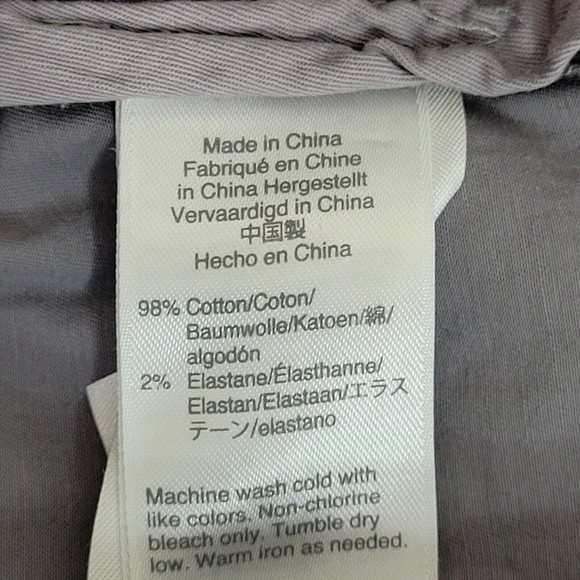 Made in China
Fabriqué en Chine
in China Hergestellt
Vervaardigd in China
中国製
Hecho en China
98% Cotton/Coton/
Baumwolle/Katoen/綿/
algodón
2% Elastane/Élasthanne/
Elastan/Elastaan/エラス
テーン/elastano
Machine wash cold with
like colors. Non-chlorine
bleach only. Tumble dry
low. Warm iron as needed.